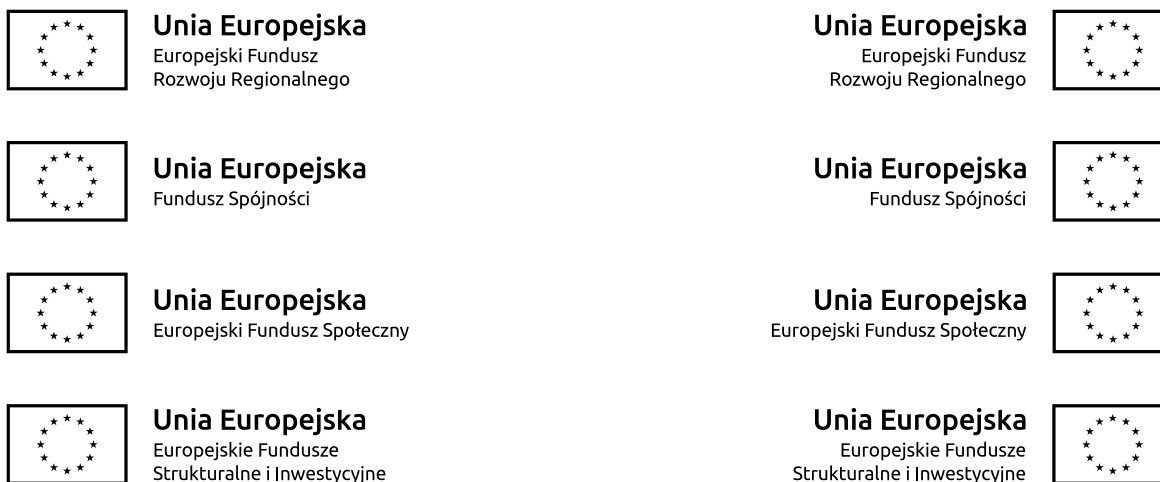 Unia Europejska
Europejski Fundusz
Rozwoju Regionalnego
Unia Europejska
Europejski Fundusz
Rozwoju Regionalnego
Unia Europejska
Fundusz Spójności
Unia Europejska
Fundusz Spójności
Unia Europejska
Europejski Fundusz Społeczny
Unia Europejska
Europejski Fundusz Społeczny
Unia Europejska
Europejskie Fundusze
Strukturalne i Inwestycyjne
Unia Europejska
Europejskie Fundusze
Strukturalne i Inwestycyjne